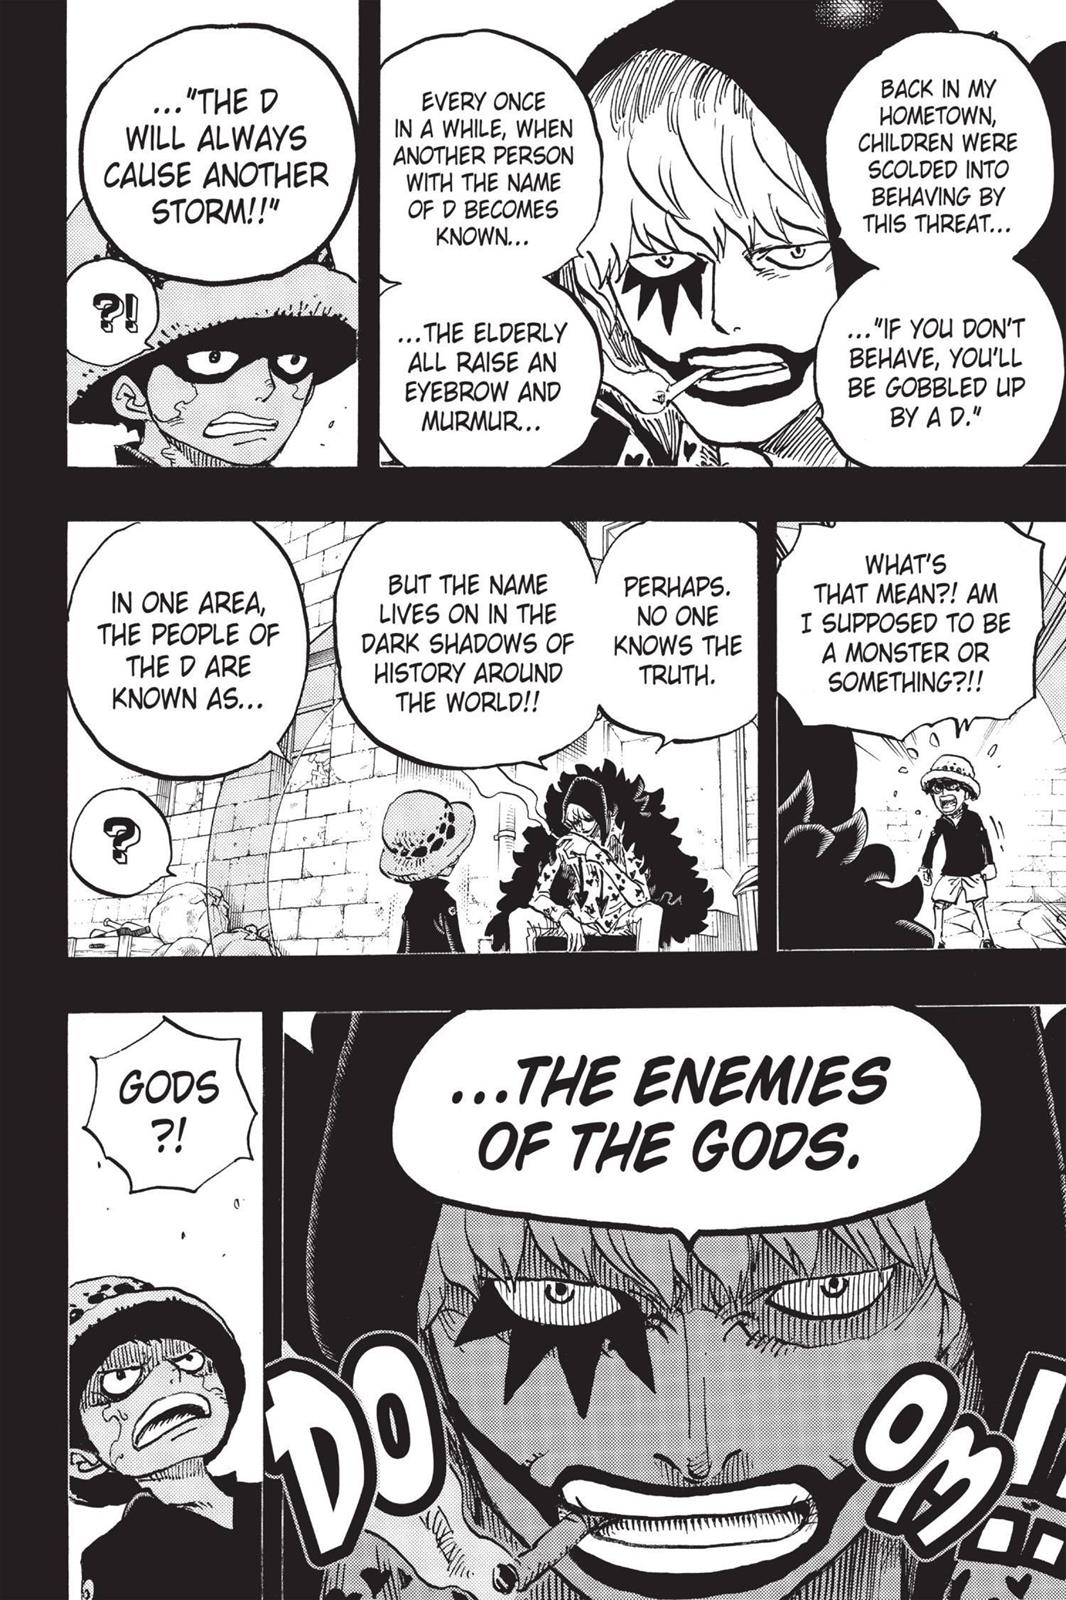 BACK IN MY
HOMETOWN,
CHILDREN WERE
SCOLDED INTO
BEHAVING BY
THIS THREAT...
..."IF YOU DON'T
BEHAVE, YOU'LL
BE GOBBLED UP
BY A D."
EVERY ONCE
IN A WHILE, WHEN
ANOTHER PERSON
WITH THE NAME
OF D BECOMES
KNOWN...
...THE ELDERLY
ALL RAISE AN
EYEBROW AND
MURMUR...
..."THE D
WILL ALWAYS
CAUSE ANOTHER
STORM!!"
?!
WHAT'S
THAT MEAN?! AM
I SUPPOSED TO BE
A MONSTER OR
SOMETHING?!!
PERHAPS.
NO ONE
KNOWS THE
TRUTH.
BUT THE NAME
LIVES ON IN THE
DARK SHADOWS OF
HISTORY AROUND
THE WORLD!!
IN ONE AREA,
THE PEOPLE OF
THE D ARE
KNOWN AS...
?
...THE ENEMIES
OF THE GODS.
DOOM!!
GODS
?!